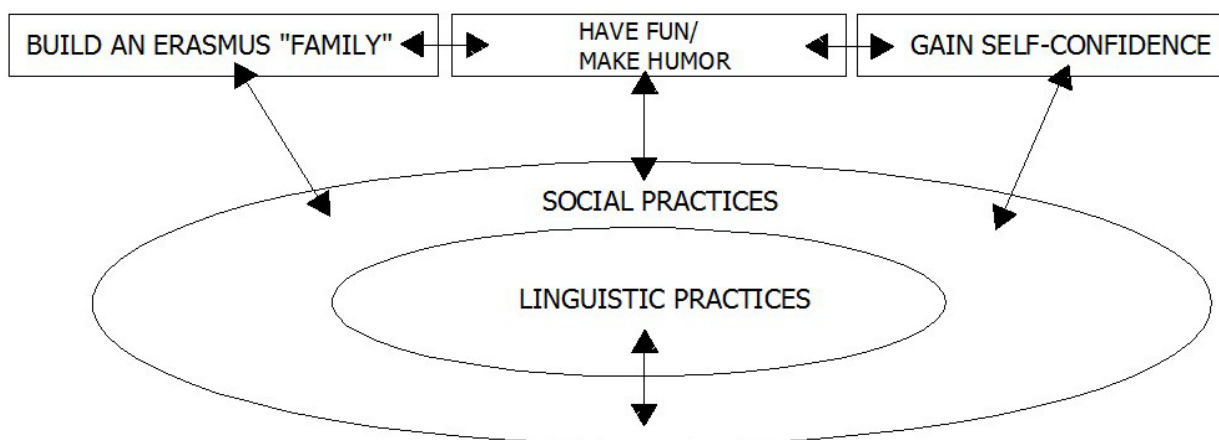 BUILD AN ERASMUS "FAMILY"
HAVE FUN/
MAKE HUMOR
GAIN SELF-CONFIDENCE
SOCIAL PRACTICES
LINGUISTIC PRACTICES